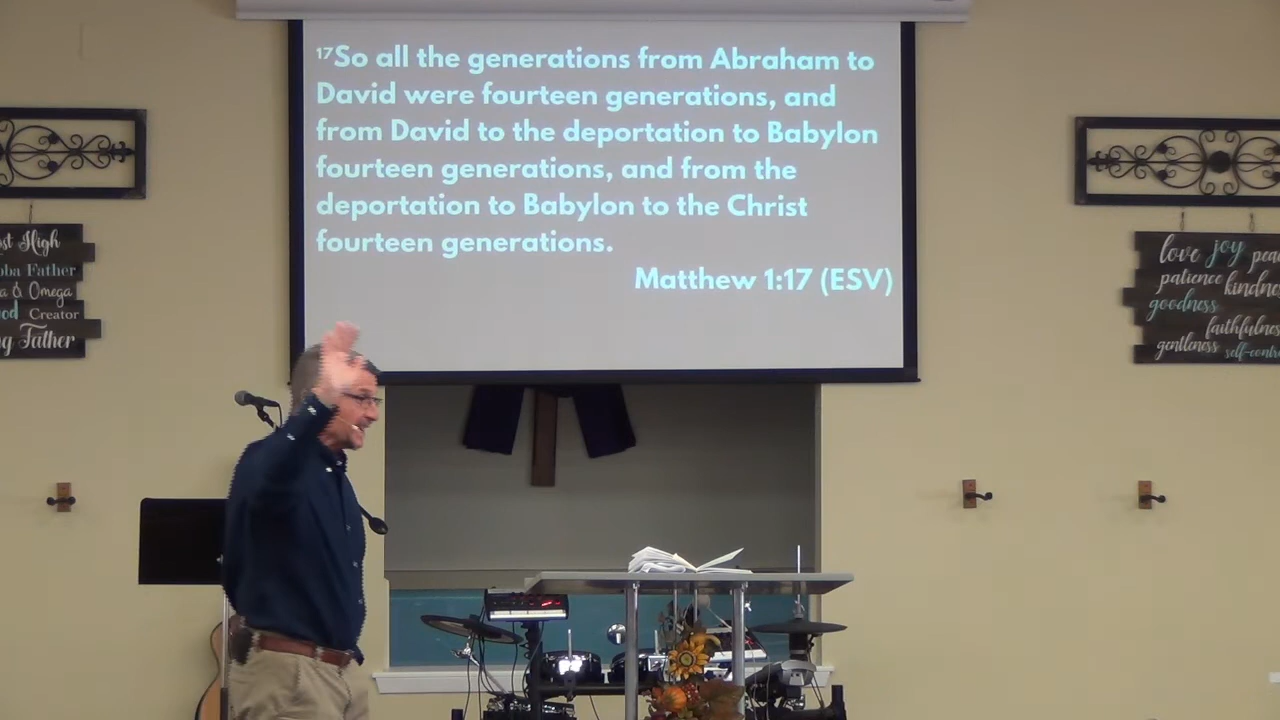 ¹⁷So all the generations from Abraham to
David were fourteen generations, and
from David to the deportation to Babylon
fourteen generations, and from the
deportation to Babylon to the Christ
fourteen generations.
Matthew 1:17 (ESV)
High
Father
& Omega
Creator
Father
love joy
patience
goodness
gentleness